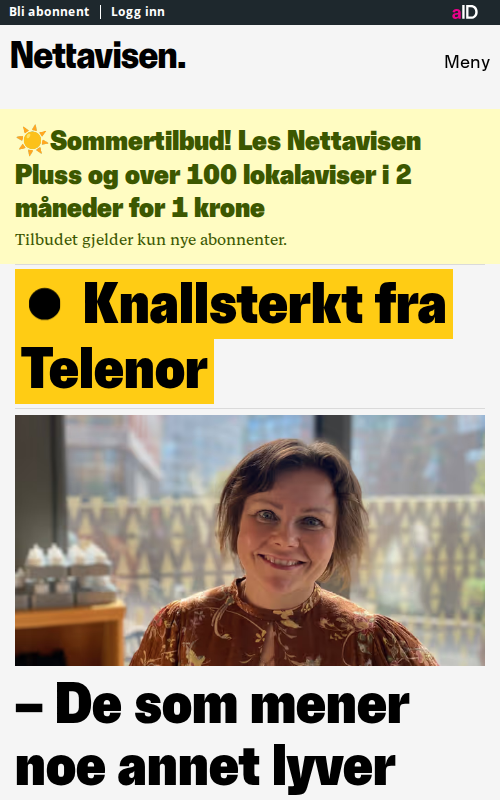 Bli abonnent
Logg inn
aID
Nettavisen.
Meny
☀️Sommertilbud! Les Nettavisen
Pluss og over 100 lokalaviser i 2
måneder for 1 krone
Tilbudet gjelder kun nye abonnenter.
● Knallsterkt fra
Telenor
– De som mener
noe annet lyver